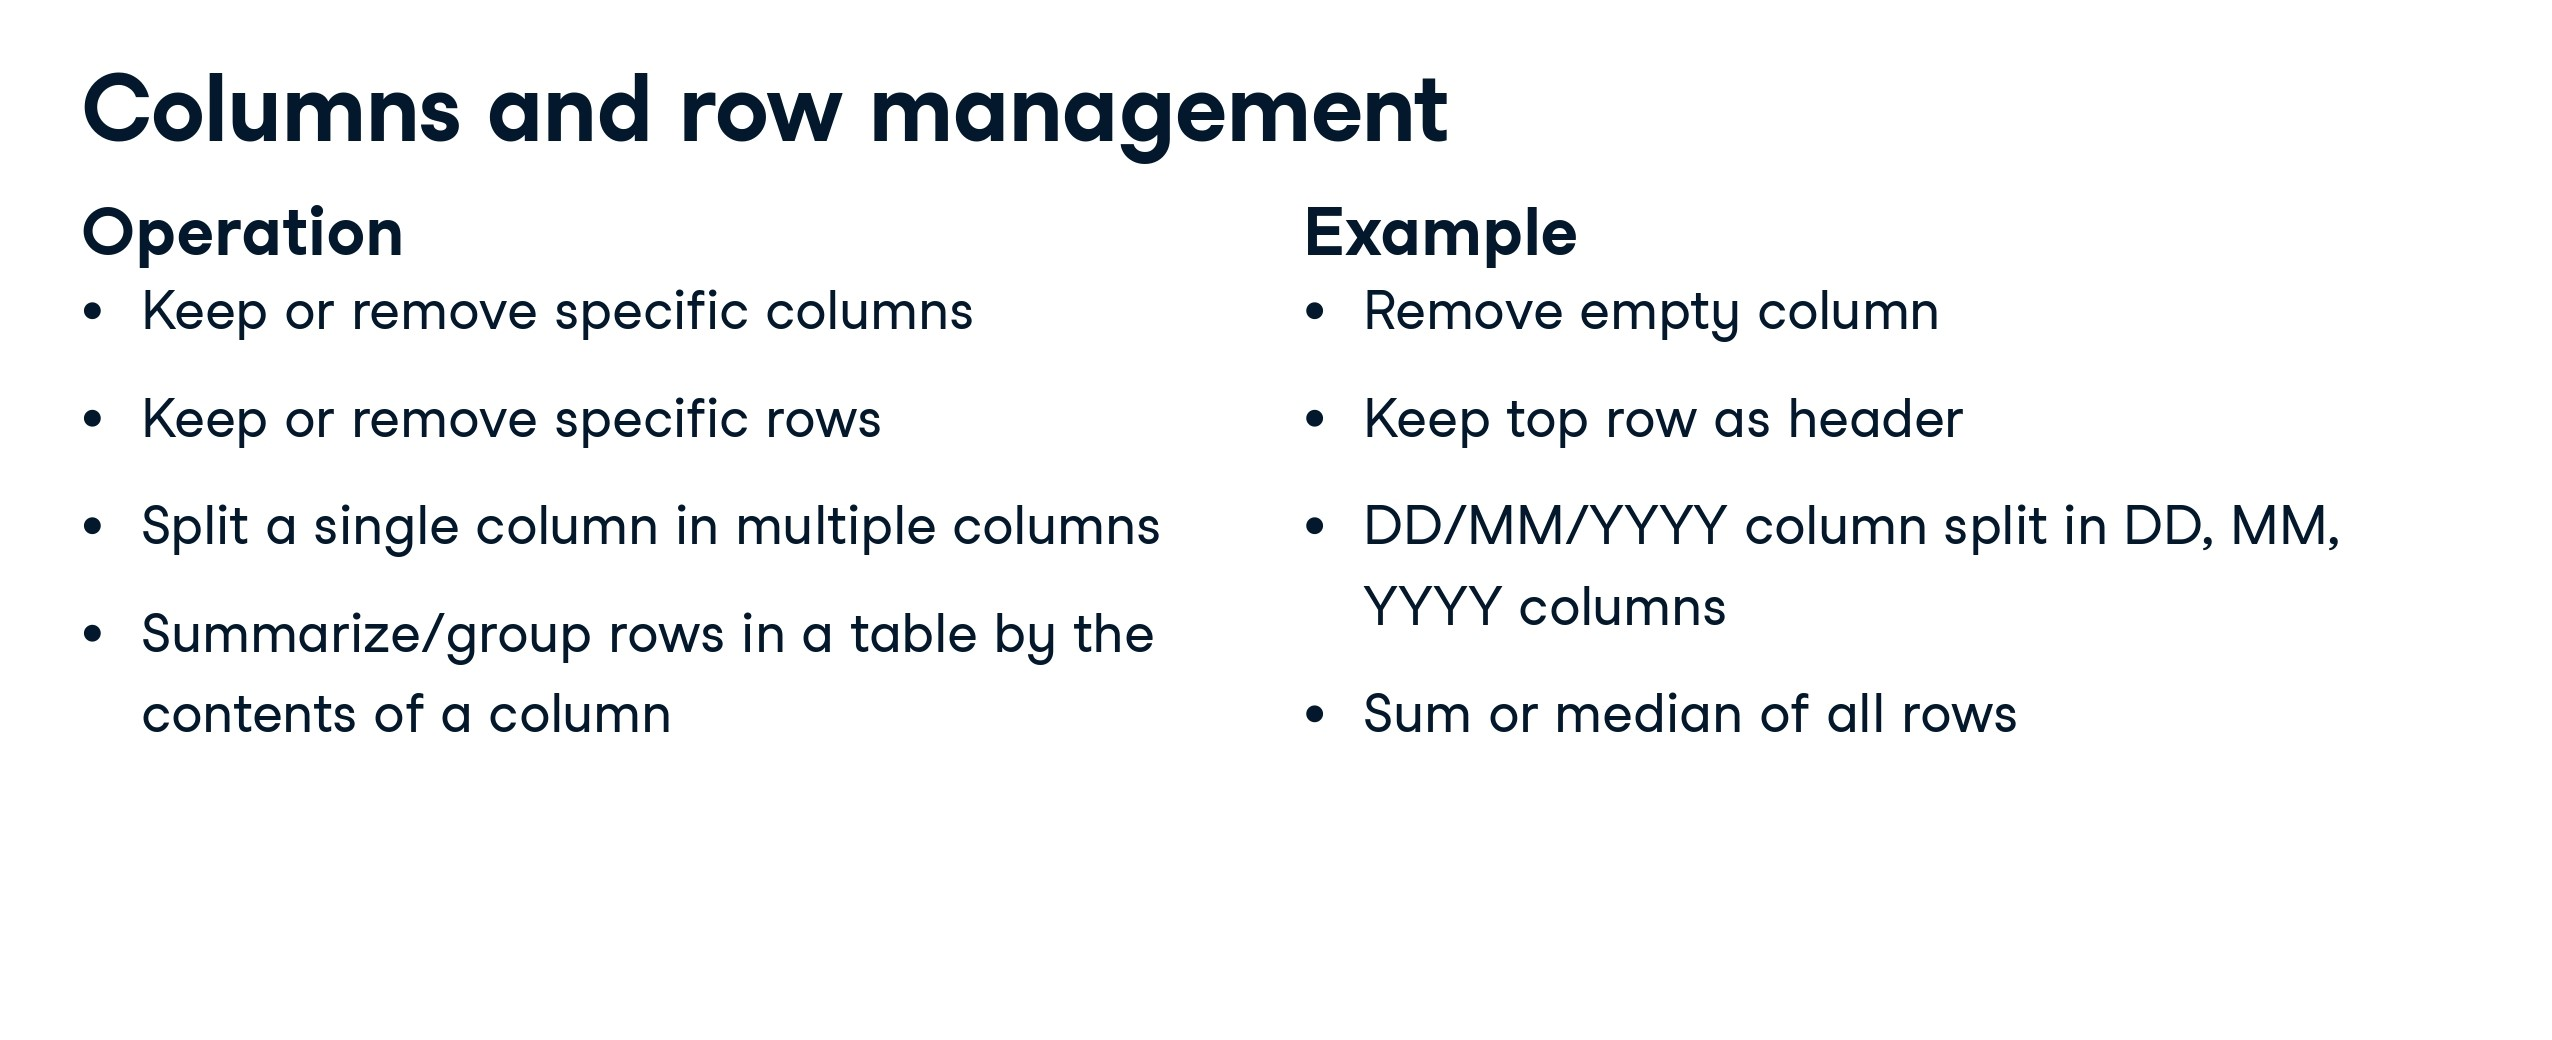 Columns and row management
Operation
• Keep or remove specific columns
• Keep or remove specific rows
• Split a single column in multiple columns
• Summarize/group rows in a table by the
contents of a column
Example
• Remove empty column
• Keep top row as header
• DD/MM/YYYY column split in DD, MM,
YYYY columns
• Sum or median of all rows